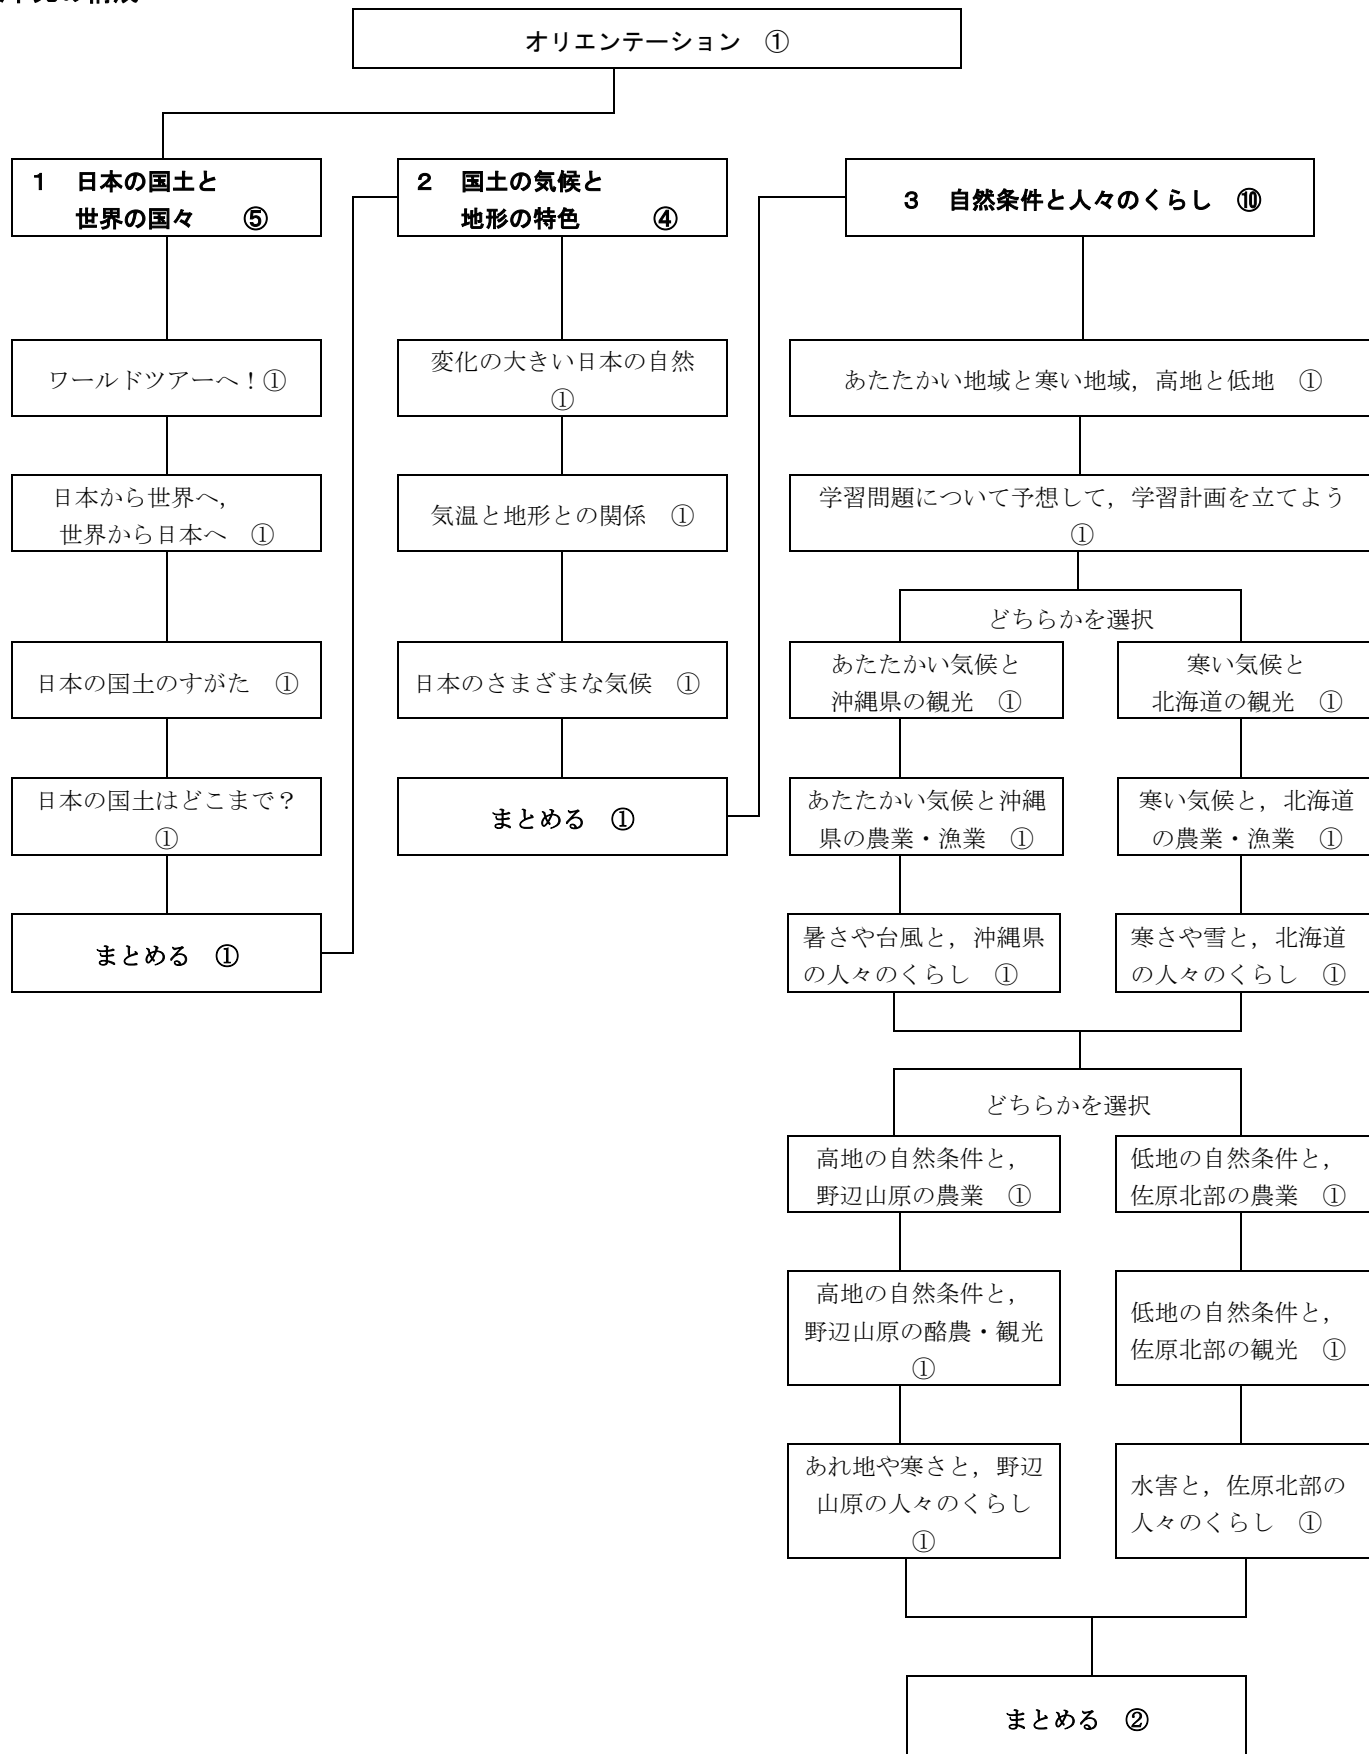 オリエンテーション　①
１　日本の国土と
世界の国々　⑤
ワールドツアーへ！①
日本から世界へ，
世界から日本へ　①
日本の国土のすがた　①
日本の国土はどこまで？
①
まとめる　①
２　国土の気候と
地形の特色　④
変化の大きい日本の自然
①
気温と地形との関係　①
日本のさまざまな気候　①
まとめる　①
３　自然条件と人々のくらし　⑩
あたたかい地域と寒い地域，高地と低地　①
学習問題について予想して，学習計画を立てよう
①
どちらかを選択
あたたかい気候と
沖縄県の観光　①
あたたかい気候と沖縄
県の農業・漁業　①
暑さや台風と，沖縄県
の人々のくらし　①
寒い気候と
北海道の観光　①
寒い気候と，北海道
の農業・漁業　①
寒さや雪と，北海道
の人々のくらし　①
どちらかを選択
高地の自然条件と，
野辺山原の農業　①
高地の自然条件と，
野辺山原の酪農・観光
①
あれ地や寒さと，野辺
山原の人々のくらし
①
低地の自然条件と，
佐原北部の農業　①
低地の自然条件と，
佐原北部の観光　①
水害と，佐原北部の
人々のくらし　①
まとめる　②